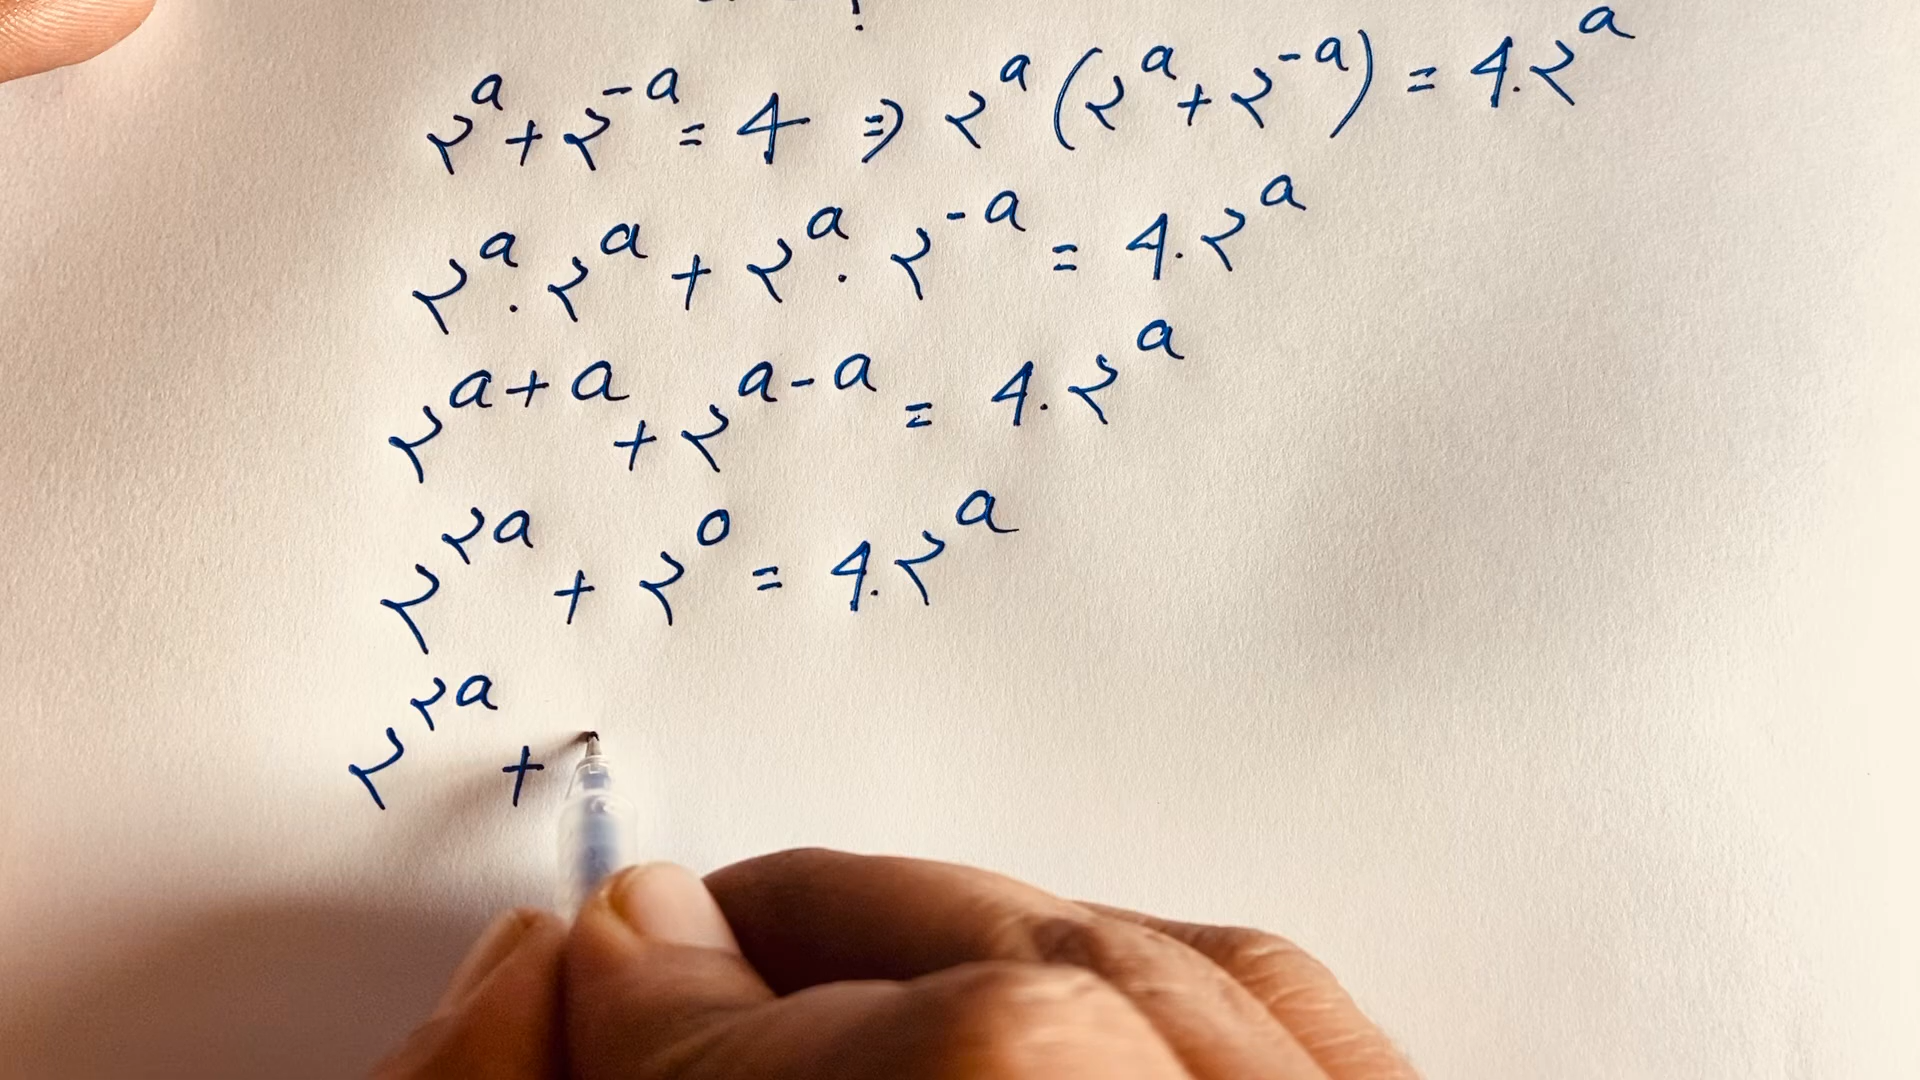 2^a + 2^-a = 4 ⇒ 2^a (2^a + 2^-a) = 4.2^a
2^a . 2^a + 2^a . 2^-a = 4.2^a
2^a+a + 2^a-a = 4.2^a
2^2a + 2^0 = 4.2^a
2^2a +